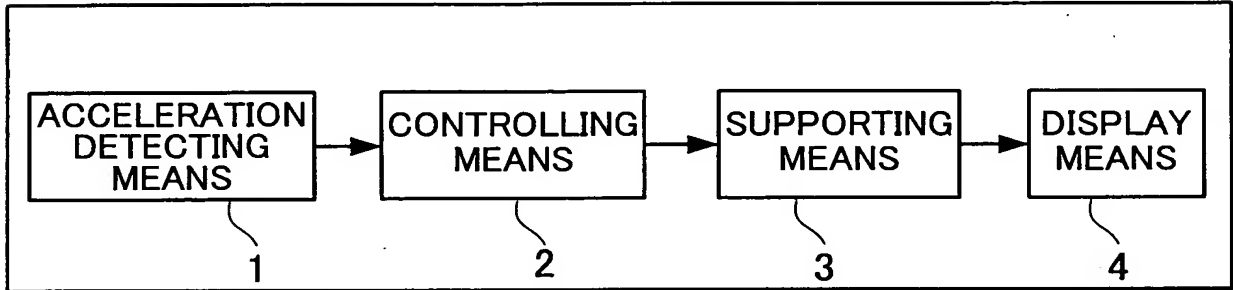 ACCELERATION
DETECTING
MEANS
CONTROLLING
MEANS
SUPPORTING
MEANS
DISPLAY
MEANS
1
2
3
4